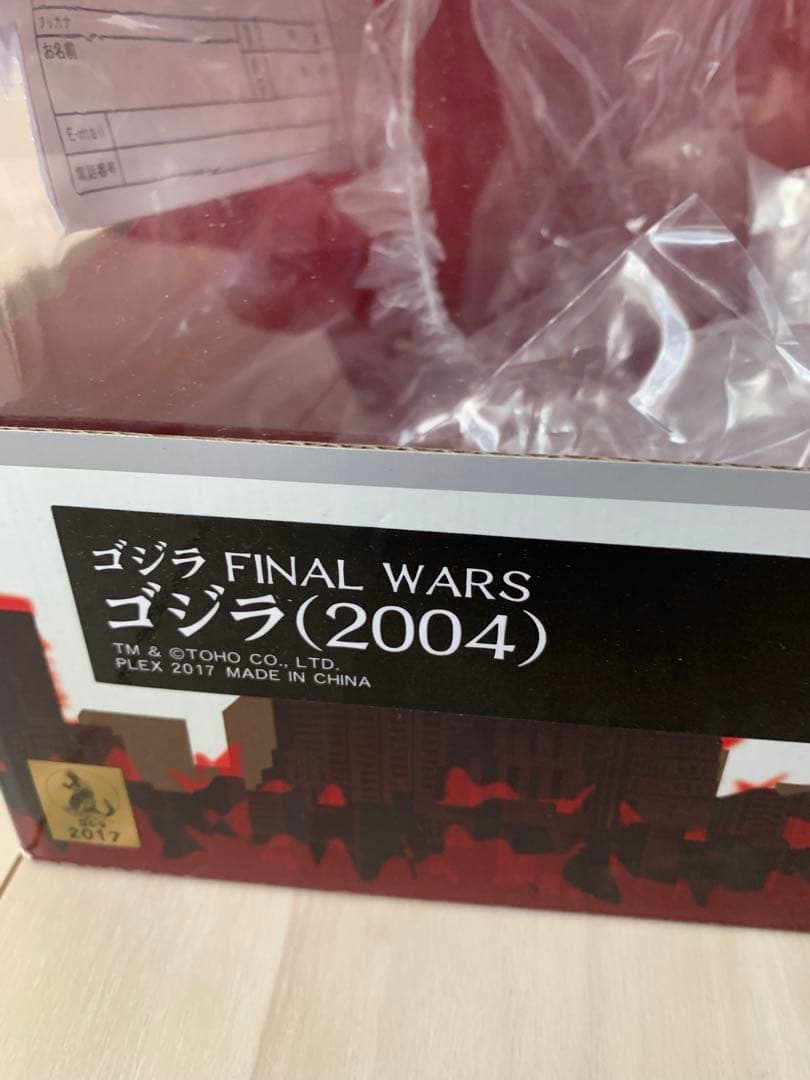 フリガナ
お名前
E-mail
電話番号
ゴジラ FINAL WARS
ゴジラ(2004)
TM & ©TOHO CO., LTD.
PLEX 2017 MADE IN CHINA
2017